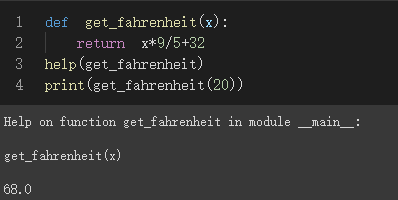 1 def get_fahrenheit(x):
2 return x*9/5+32
3 help(get_fahrenheit)
4 print(get_fahrenheit(20))
Help on function get_fahrenheit in module __main__:
get_fahrenheit(x)
68.0